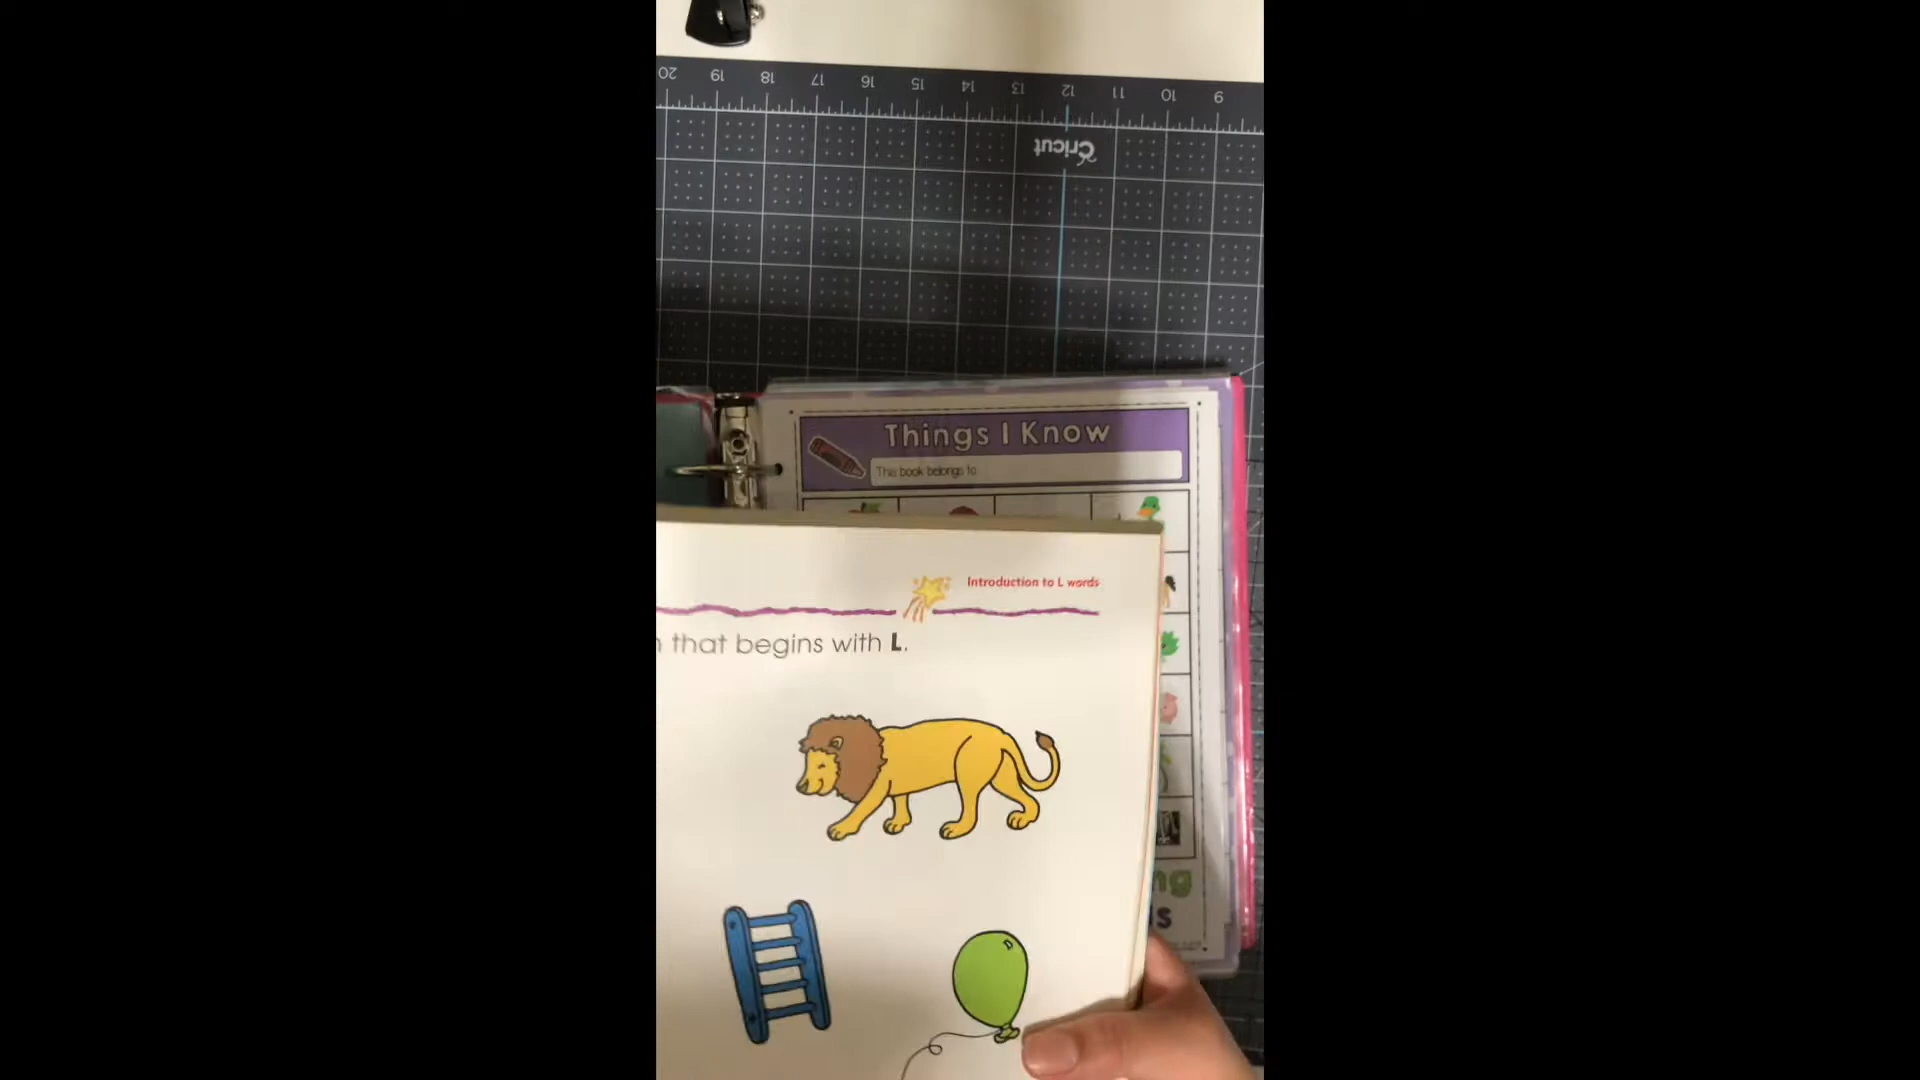 20 19 18 17 16 15 14 13 12 11 10 9
Cricut
Things I Know
This book belongs to
Introduction to L words
that begins with L.